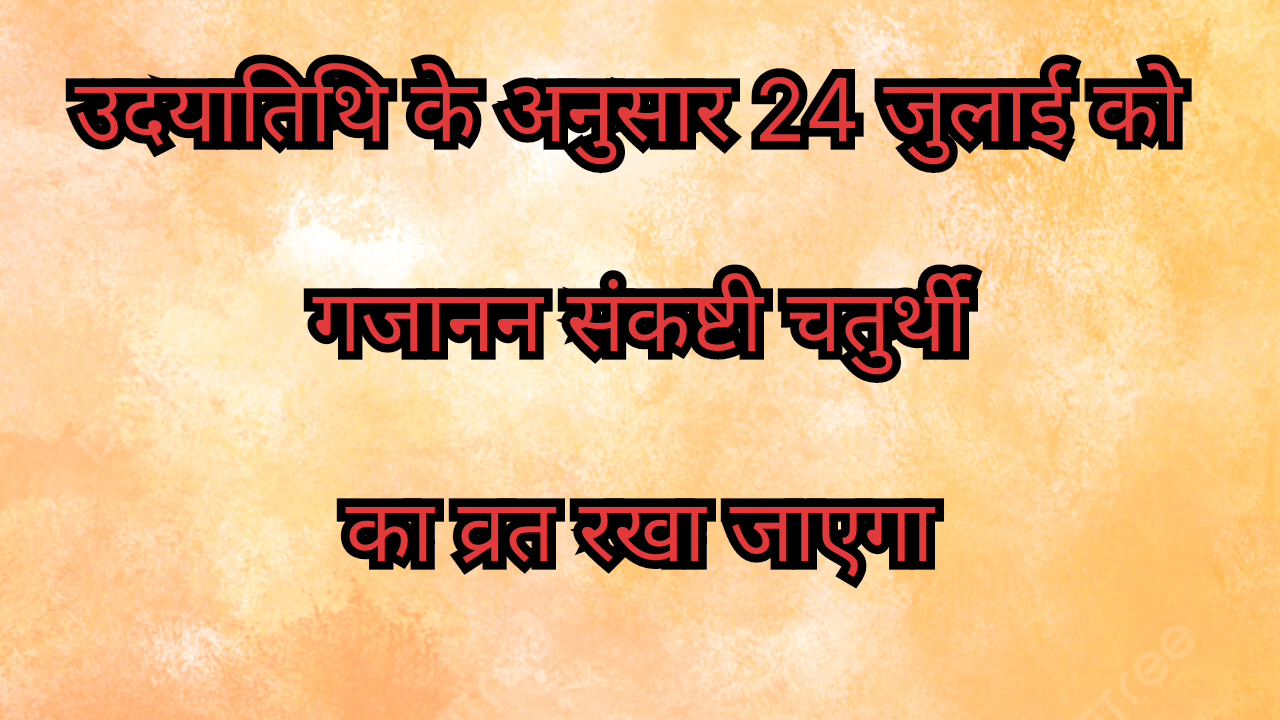 उदयातिथि के अनुसार 24 जुलाई को
गजानन संकष्टी चतुर्थी
का व्रत रखा जाएगा